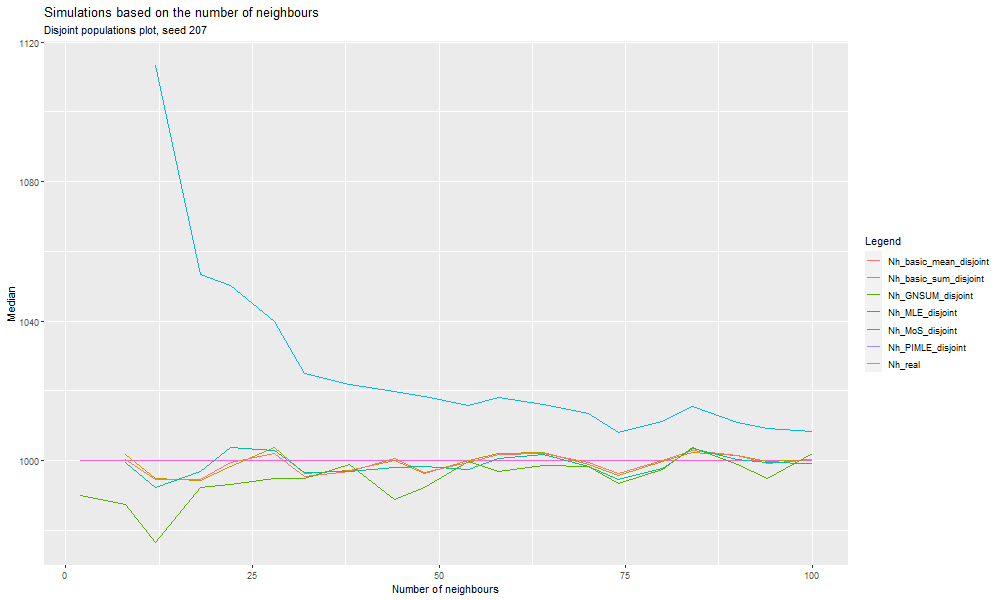 Simulations based on the number of neighbours
Disjoint populations plot, seed 207
1120
1080
1040
1000
Median
0
25
50
75
100
Number of neighbours
Legend
Nh_basic_mean_disjoint
Nh_basic_sum_disjoint
Nh_GNSUM_disjoint
Nh_MLE_disjoint
Nh_MoS_disjoint
Nh_PIMLE_disjoint
Nh_real